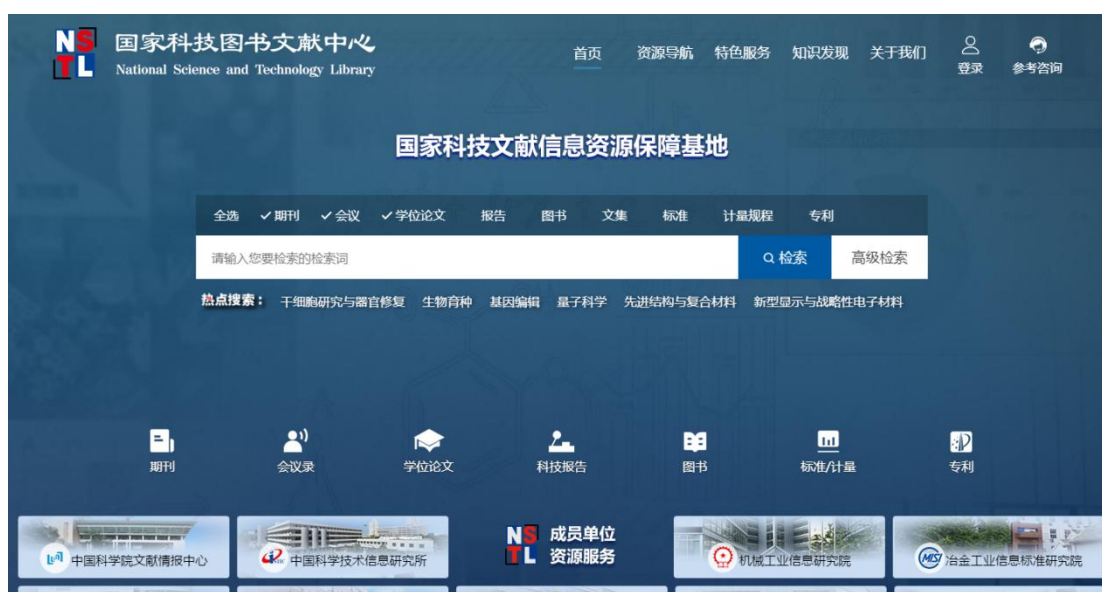 NSTL 国家科技图书文献中心
National Science and Technology Library
首页 资源导航 特色服务 知识发现 关于我们 登录 参考咨询
国家科技文献信息资源保障基地
全选 期刊 会议 学位论文 报告 图书 文集 标准 计量规程 专利
请输入您要检索的检索词 检索 高级检索
热点搜索： 干细胞研究与器官修复 生物育种 基因编辑 量子科学 先进结构与复合材料 新型显示与战略性电子材料
期刊 会议录 学位论文 科技报告 图书 标准/计量 专利
中国科学院文献情报中心 中国科学技术信息研究所 NSTL 成员单位 资源服务 机械工业信息研究院 MISI 冶金工业信息标准研究院